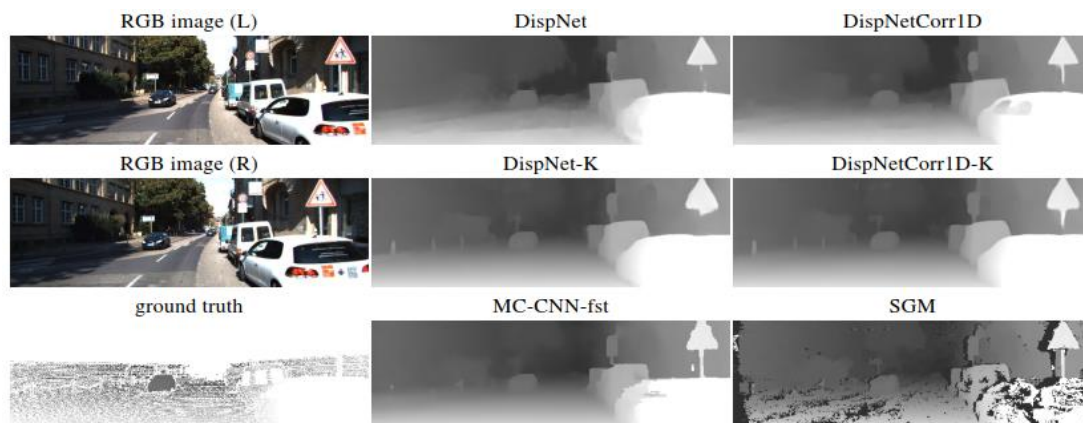 RGB image (L) DispNet DispNetCorr1D
RGB image (R) DispNet-K DispNetCorr1D-K
ground truth MC-CNN-fst SGM